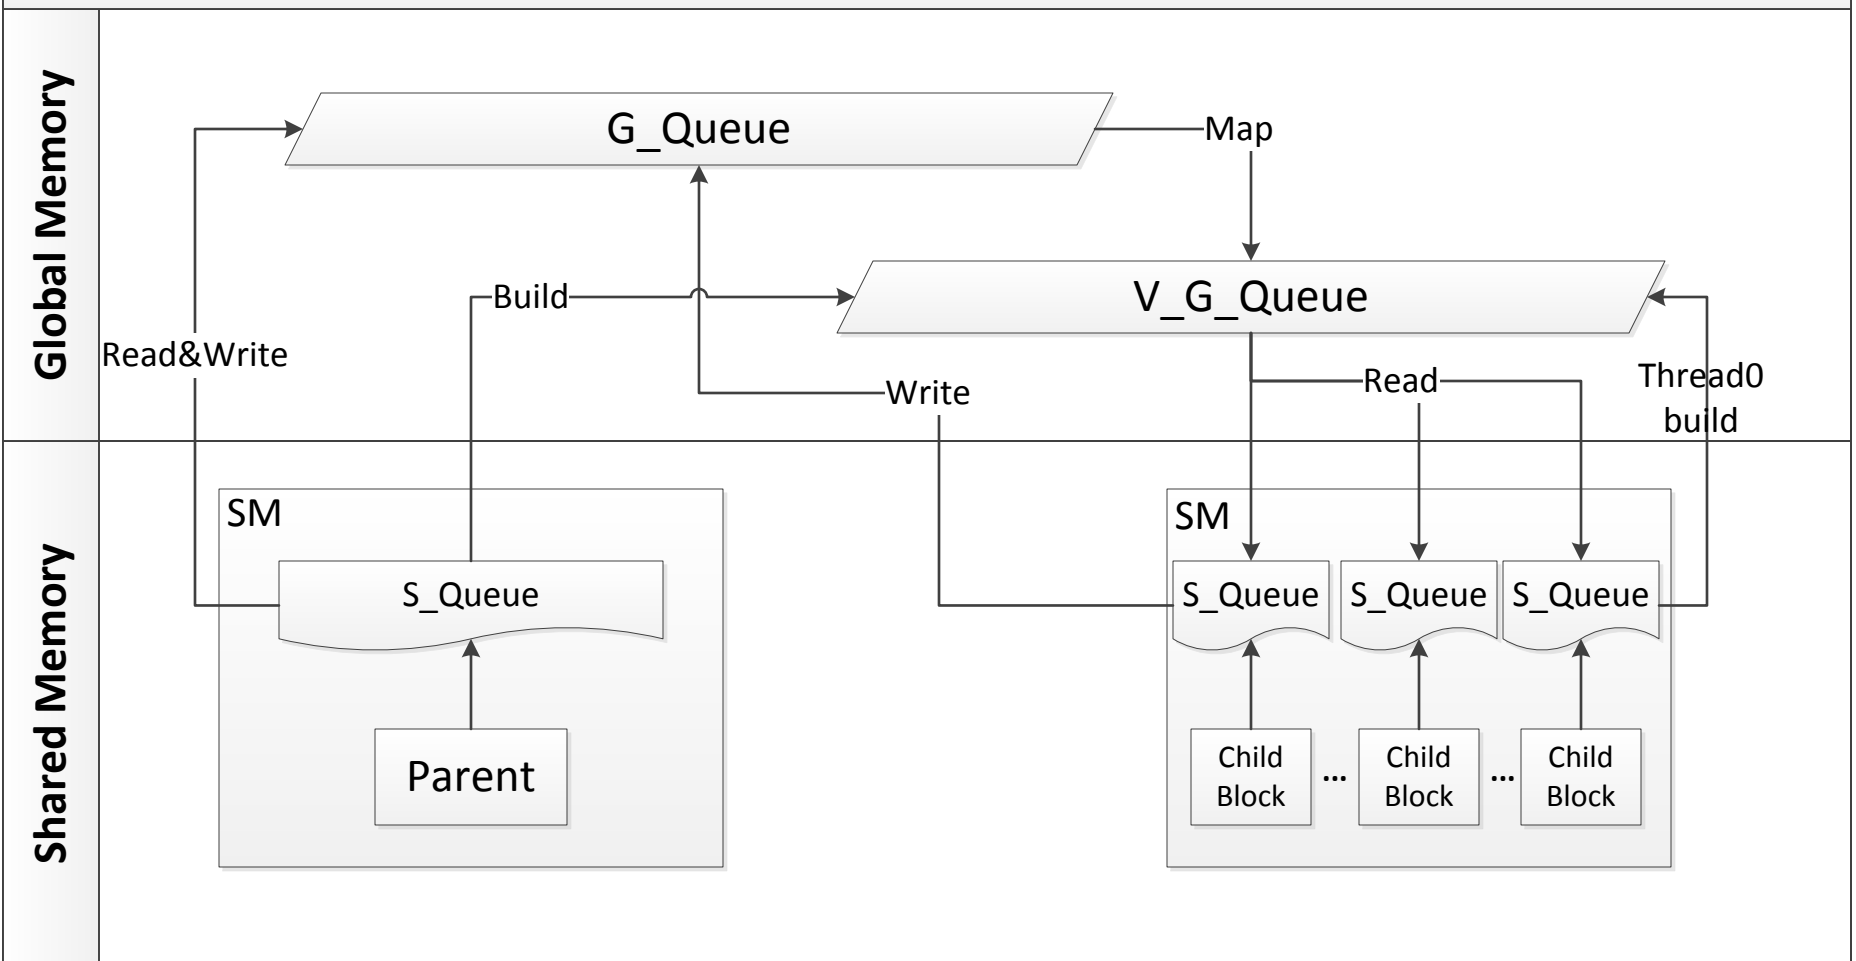 Global Memory
G_Queue
Map
Build
V_G_Queue
Read&Write
Write
Read
Thread0
build
Shared Memory
SM
S_Queue
Parent
SM
S_Queue
S_Queue
S_Queue
Child
Block
...
Child
Block
...
Child
Block